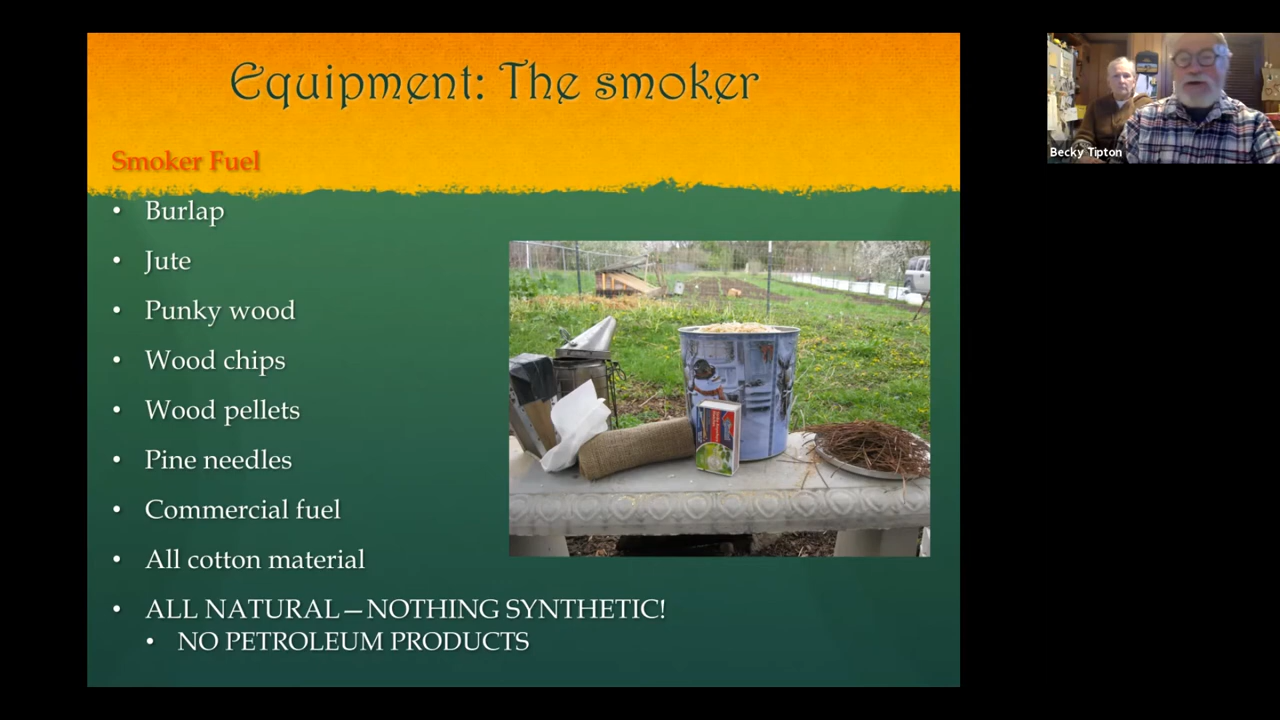 Equipment: The smoker
Smoker Fuel
• Burlap
• Jute
• Punky wood
• Wood chips
• Wood pellets
• Pine needles
• Commercial fuel
• All cotton material
• ALL NATURAL—NOTHING SYNTHETIC!
• NO PETROLEUM PRODUCTS
Becky Tipton